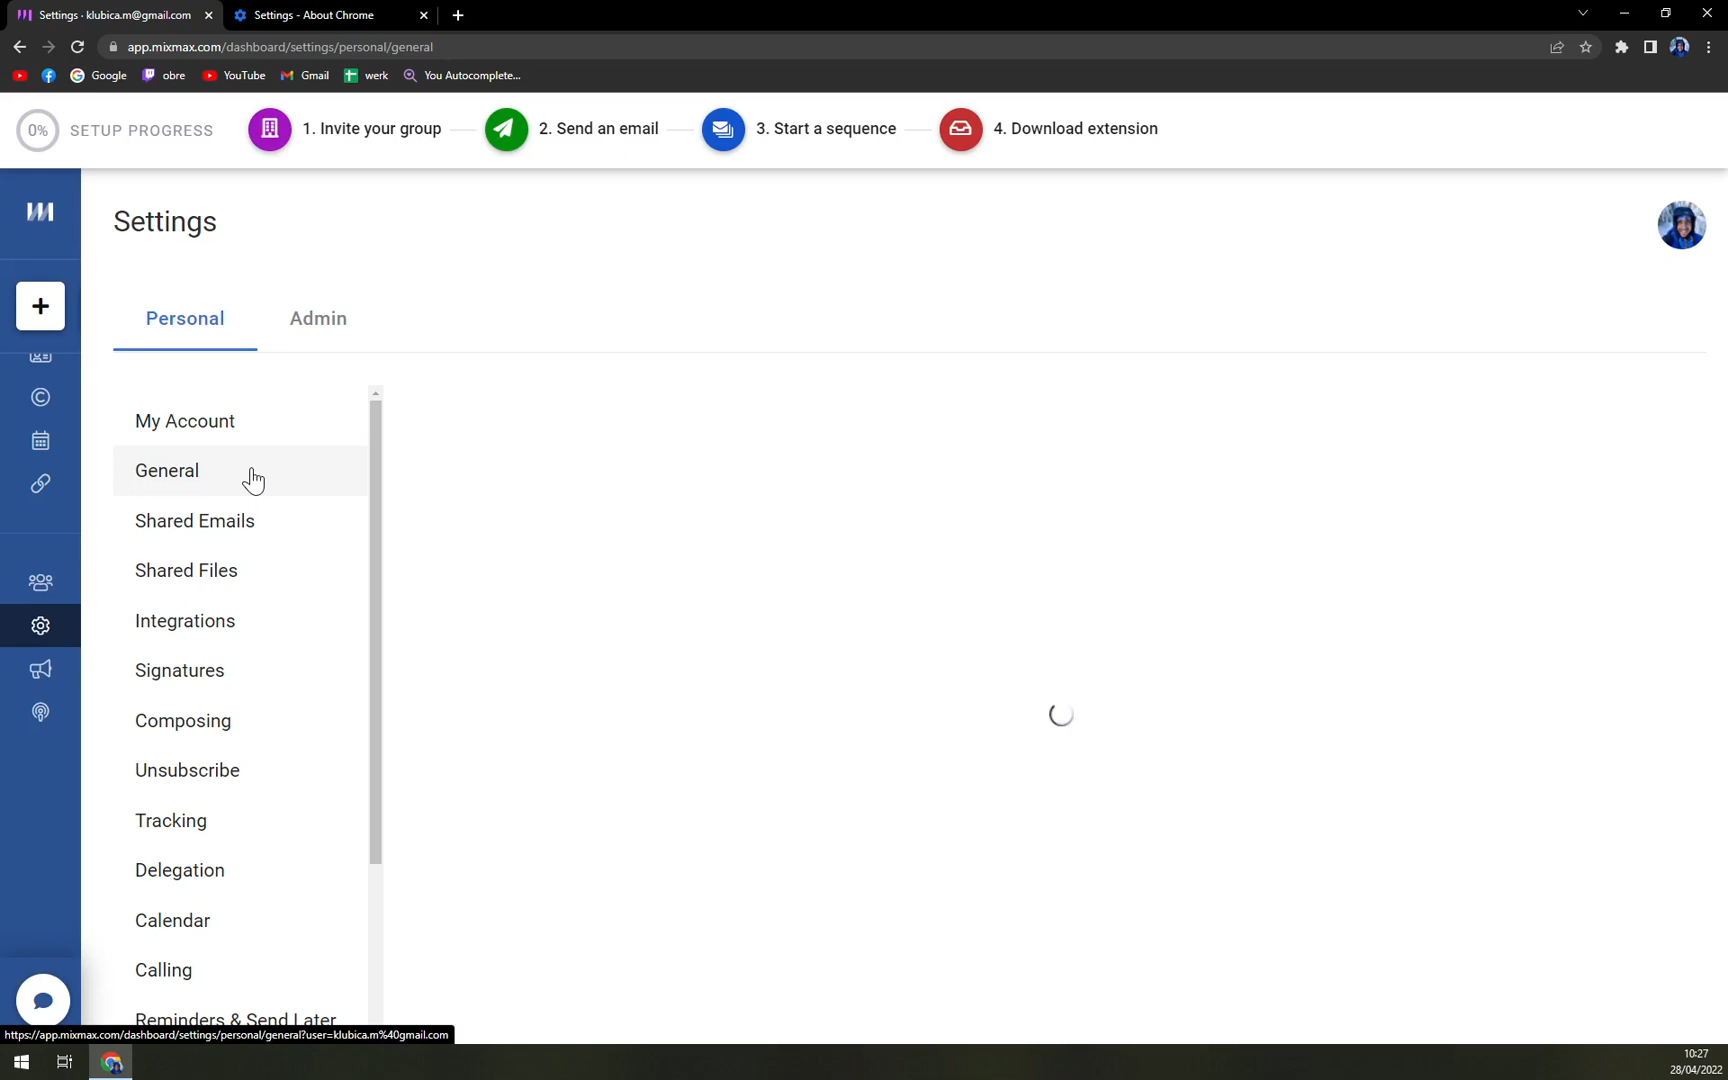 Settings · klubica.m@gmail.com
Settings - About Chrome
app.mixmax.com/dashboard/settings/personal/general
Google
obre
YouTube
Gmail
werk
You Autocomplete...
0%
SETUP PROGRESS
1. Invite your group
2. Send an email
3. Start a sequence
4. Download extension
Settings
Personal
Admin
My Account
General
Shared Emails
Shared Files
Integrations
Signatures
Composing
Unsubscribe
Tracking
Delegation
Calendar
Calling
Reminders & Send Later
https://app.mixmax.com/dashboard/settings/personal/general?user=klubica.m%40gmail.com
10:27
28/04/2022